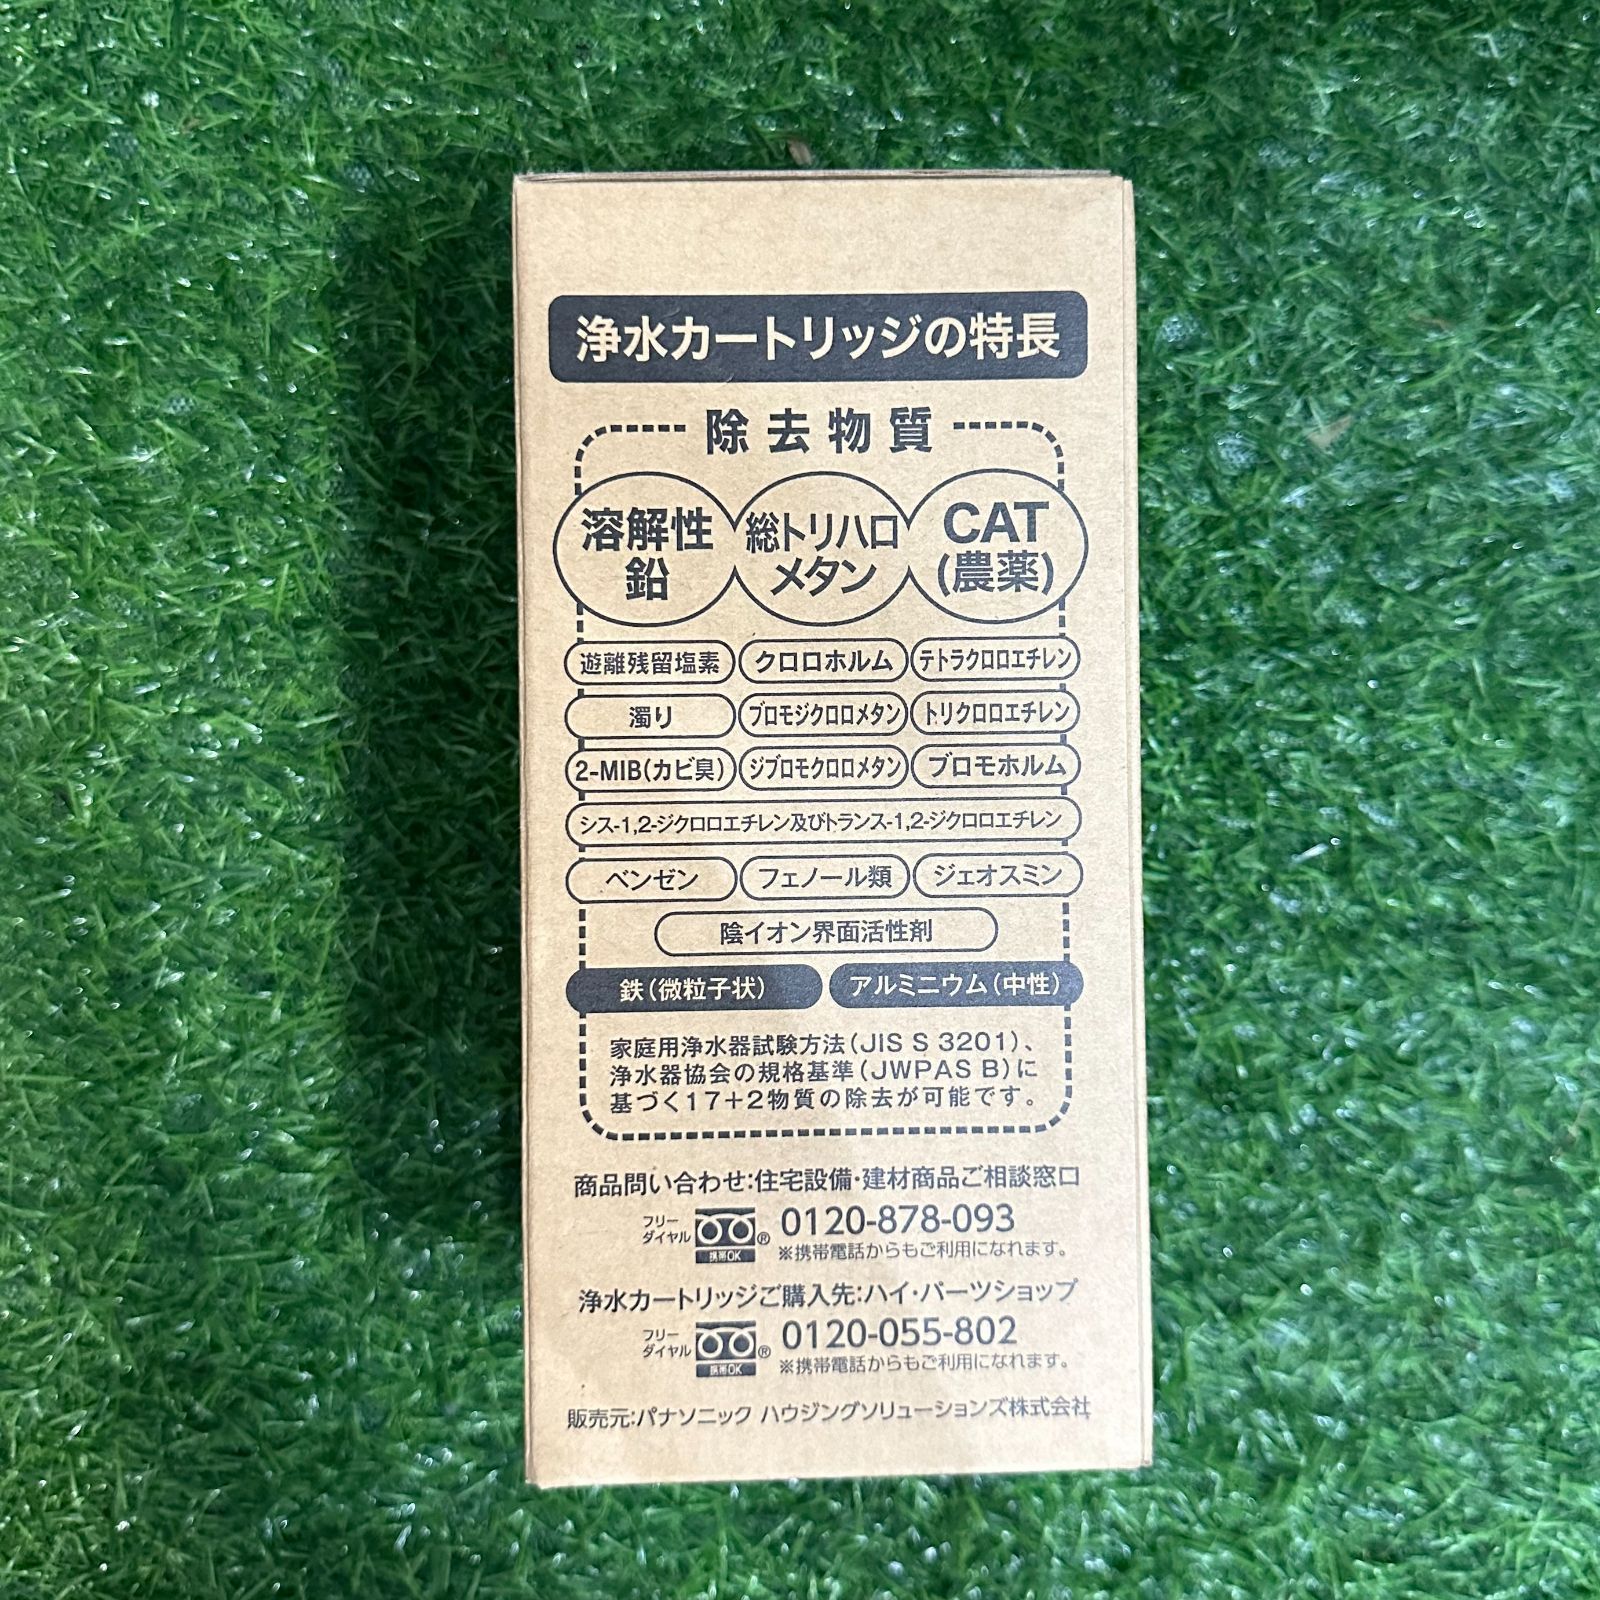 浄水カートリッジの特長
除去物質
溶解性
鉛
総トリハロ
メタン
CAT
(農薬)
遊離残留塩素 クロロホルム テトラクロロエチレン
濁り ブロモジクロロメタン トリクロロエチレン
2-MIB(カビ臭) ジブロモクロロメタン ブロモホルム
シス-1,2-ジクロロエチレン及びトランス-1,2-ジクロロエチレン
ベンゼン フェノール類 ジェオスミン
陰イオン界面活性剤
鉄(微粒子状) アルミニウム(中性)
家庭用浄水器試験方法(JIS S 3201)、
浄水器協会の規格基準(JWPAS B)に
基づく17+2物質の除去が可能です。
商品問い合わせ:住宅設備・建材商品ご相談窓口
フリー
ダイヤル 携帯OK ® 0120-878-093
※携帯電話からもご利用になれます。
浄水カートリッジご購入先:ハイ・パーツショップ
フリー
ダイヤル 携帯OK ® 0120-055-802
※携帯電話からもご利用になれます。
販売元:パナソニック ハウジングソリューションズ株式会社